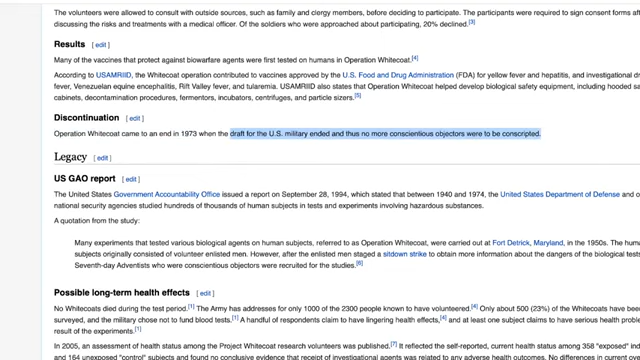 The volunteers were allowed to consult with outside sources, such as family and clergy members, before deciding to participate. The participants were required to sign consent forms af
discussing the risks and treatments with a medical officer. Of the soldiers who were approached about participating, 20% declined.[3]
Results [ edit ]
Many of the vaccines that protect against biowarfare agents were first tested on humans in Operation Whitecoat.[4]
According to USAMRIID, the Whitecoat operation contributed to vaccines approved by the U.S. Food and Drug Administration (FDA) for yellow fever and hepatitis, and investigational d
fever, Venezuelan equine encephalitis, Rift Valley fever, and tularemia. USAMRIID also states that Operation Whitecoat helped develop biological safety equipment, including hooded sa
cabinets, decontamination procedures, fermentors, incubators, centrifuges, and particle sizers.[5]
Discontinuation [ edit ]
Operation Whitecoat came to an end in 1973 when the draft for the U.S. military ended and thus no more conscientious objectors were to be conscripted.
Legacy [ edit ]
US GAO report [ edit ]
The United States Government Accountability Office issued a report on September 28, 1994, which stated that between 1940 and 1974, the United States Department of Defense and o
national security agencies studied hundreds of thousands of human subjects in tests and experiments involving hazardous substances.
A quotation from the study:
Many experiments that tested various biological agents on human subjects, referred to as Operation Whitecoat, were carried out at Fort Detrick, Maryland, in the 1950s. The huma
subjects originally consisted of volunteer enlisted men. However, after the enlisted men staged a sitdown strike to obtain more information about the dangers of the biological tests
Seventh-day Adventists who were conscientious objectors were recruited for the studies.[6]
Possible long-term health effects [ edit ]
No Whitecoats died during the test period.[1] The Army has addresses for only 1000 of the 2300 people known to have volunteered.[4] Only about 500 (23%) of the Whitecoats have been
surveyed, and the military chose not to fund blood tests.[1] A handful of respondents claim to have lingering health effects,[4] and at least one subject claims to have serious health proble
result of the experiments.[1]
In 2005, an assessment of health status among the Project Whitecoat research volunteers was published.[7] It reflected the self-reported, current health status among 358 "exposed" ind
and 164 unexposed "control" subjects and found no conclusive evidence that receipt of investigational agents was related to any adverse health outcomes. No differences in current o